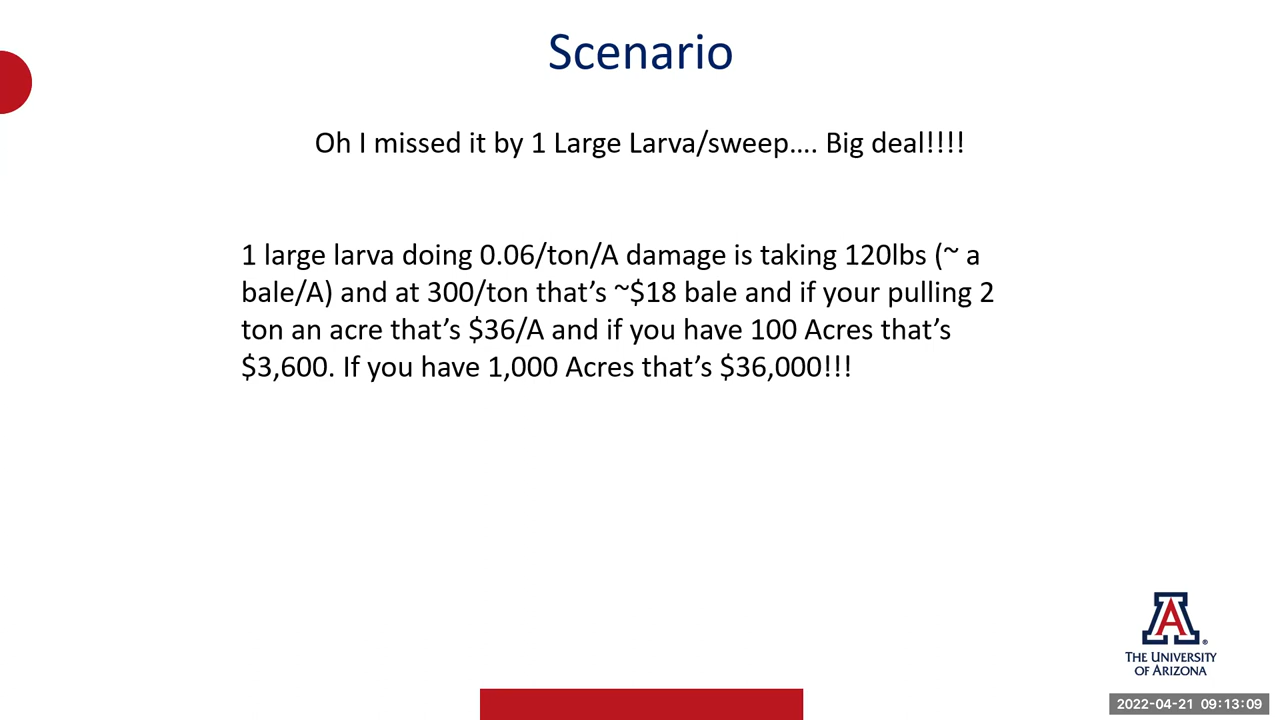 Scenario
Oh I missed it by 1 Large Larva/sweep.... Big deal!!!!
1 large larva doing 0.06/ton/A damage is taking 120lbs (~ a
bale/A) and at 300/ton that’s ~$18 bale and if your pulling 2
ton an acre that’s $36/A and if you have 100 Acres that’s
$3,600. If you have 1,000 Acres that’s $36,000!!!
A®
THE UNIVERSITY
OF ARIZONA
2022-04-21 09:13:09